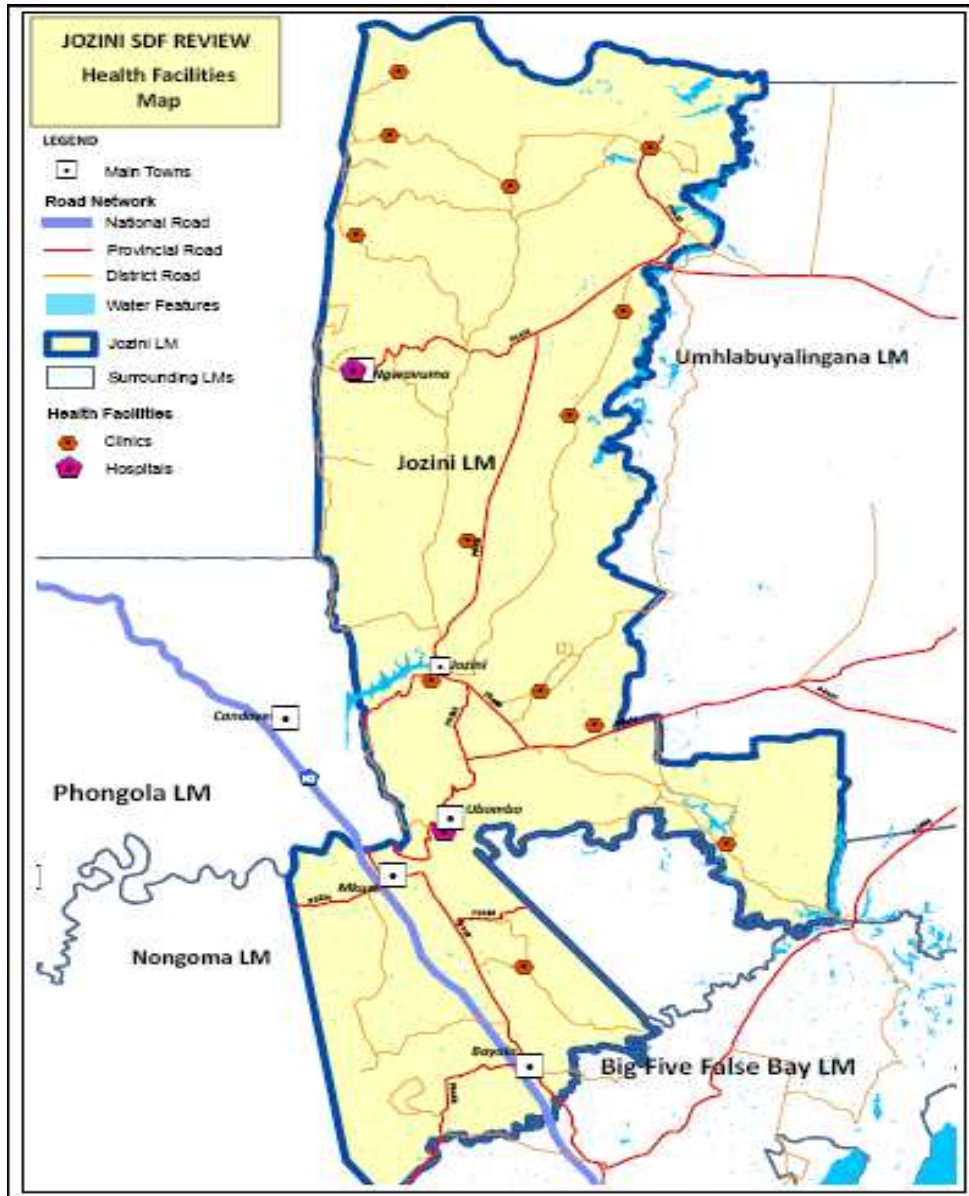 JOZINI SDF REVIEW
Health Facilities
Map
LEGEND
Main Towns
Road Network
National Road
Provincial Road
District Road
Water Features
Jozini LM
Surrounding LMs
Health Facilities
Clinics
Hospitals
Umhlabuyalingana LM
Jozini LM
Jozini
Phongola LM
Ubombo
Nongoma LM
Big Five False Bay LM